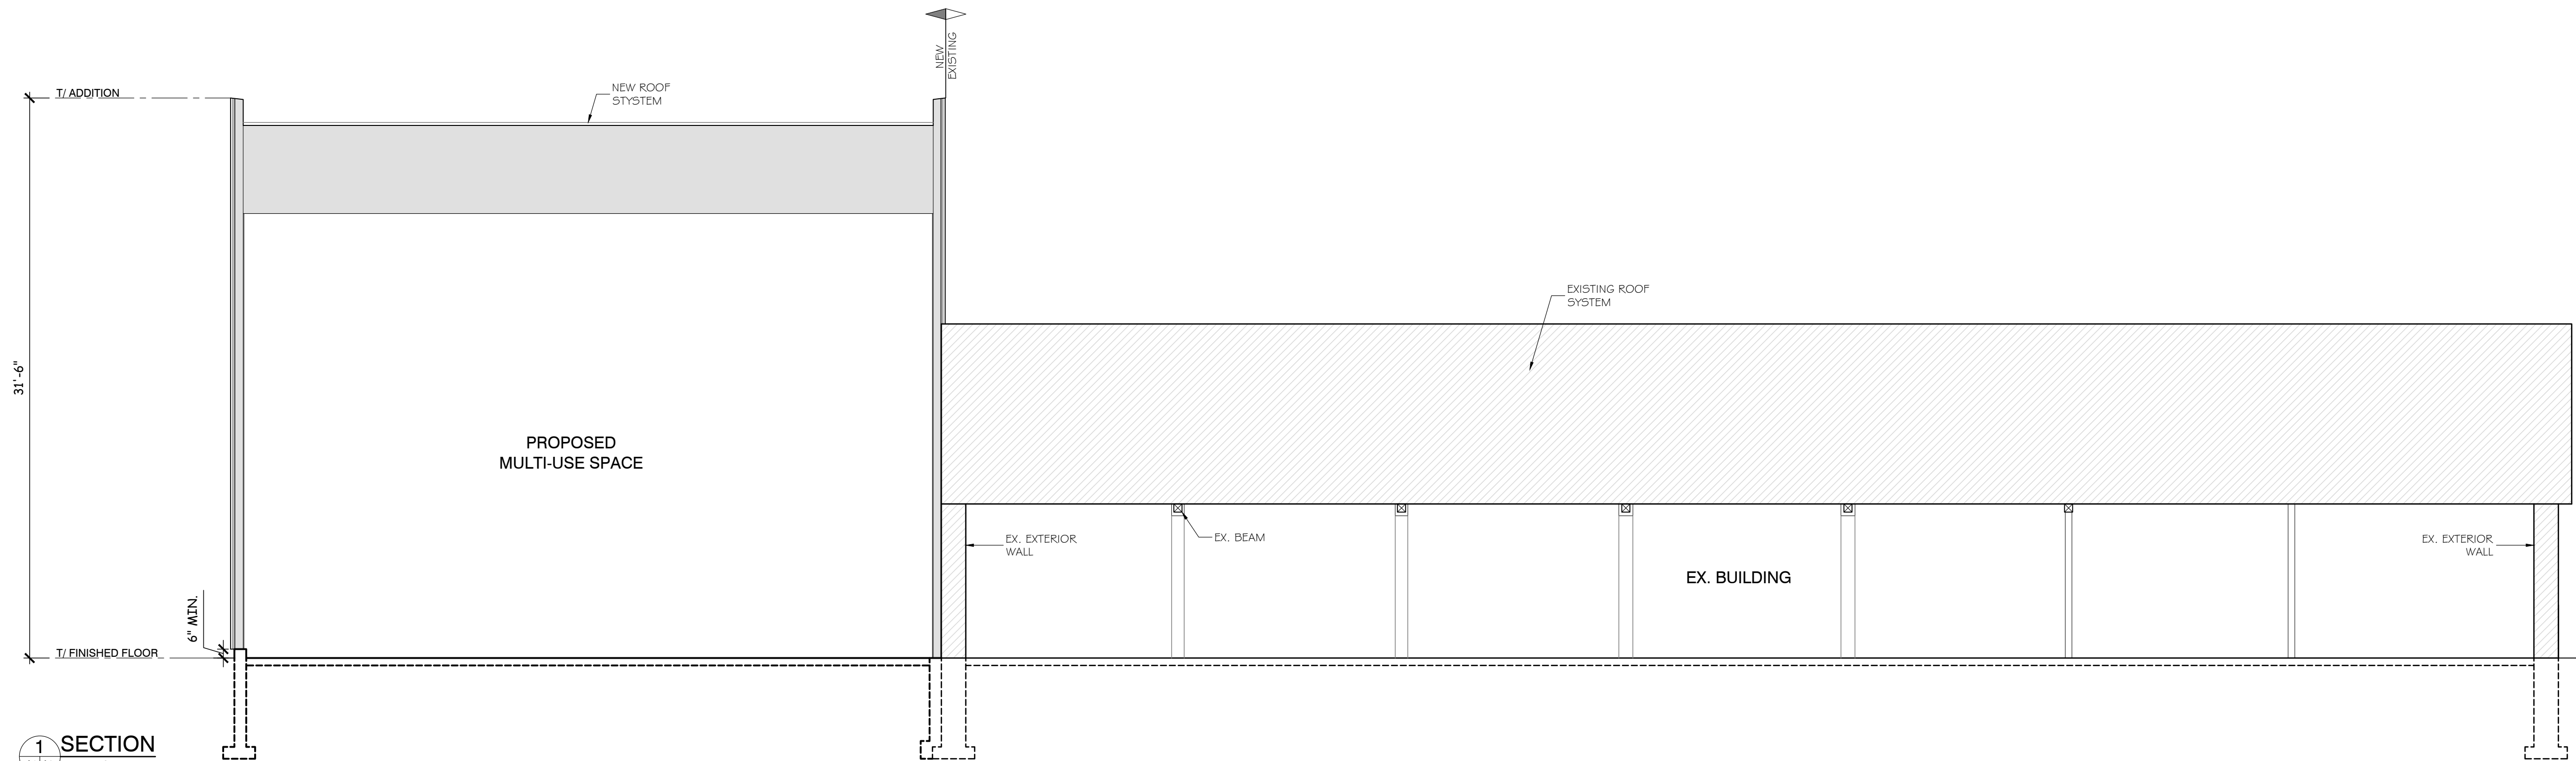 NEW
EXISTING
T/ ADDITION
NEW ROOF
STYSTEM
EXISTING ROOF
SYSTEM
31'-6"
PROPOSED
MULTI-USE SPACE
EX. EXTERIOR
WALL
EX. BEAM
EX. EXTERIOR
WALL
EX. BUILDING
6" MIN.
T/ FINISHED FLOOR
1 SECTION